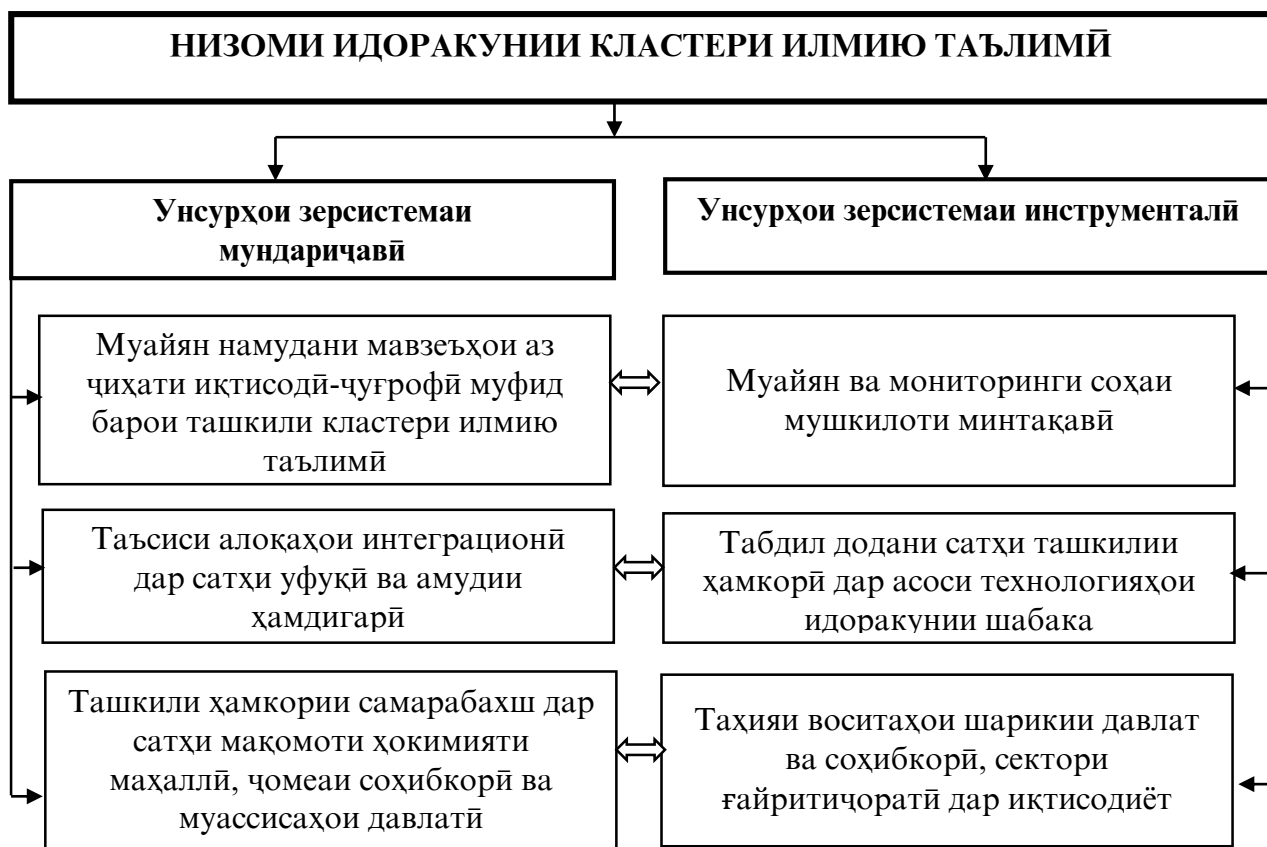 НИЗОМИ ИДОРАКУНИИ КЛАСТЕРИ ИЛМИЮ ТАЪЛИМӢ
Унсурҳои зерсистемаи
мундариҷавӣ
Унсурҳои зерсистемаи инструменталӣ
Муайян намудани мавзеъҳои аз
ҷиҳати иқтисодӣ-ҷуғрофӣ муфид
барои ташкили кластери илмию
таълимӣ
Муайян ва мониторинги соҳаи
мушкилоти минтақавӣ
Таъсиси алоқаҳои интеграционӣ
дар сатҳи уфуқӣ ва амудии
ҳамдигарӣ
Табдил додани сатҳи ташкилии
ҳамкорӣ дар асоси технологияҳои
идоракунии шабака
Ташкили ҳамкории самарабахш дар
сатҳи мақомоти ҳокимияти
маҳаллӣ, ҷомеаи соҳибкорӣ ва
муассисаҳои давлатӣ
Таҳияи воситаҳои шарикии давлат
ва соҳибкорӣ, сектори
ғайритиҷоратӣ дар иқтисодиёт